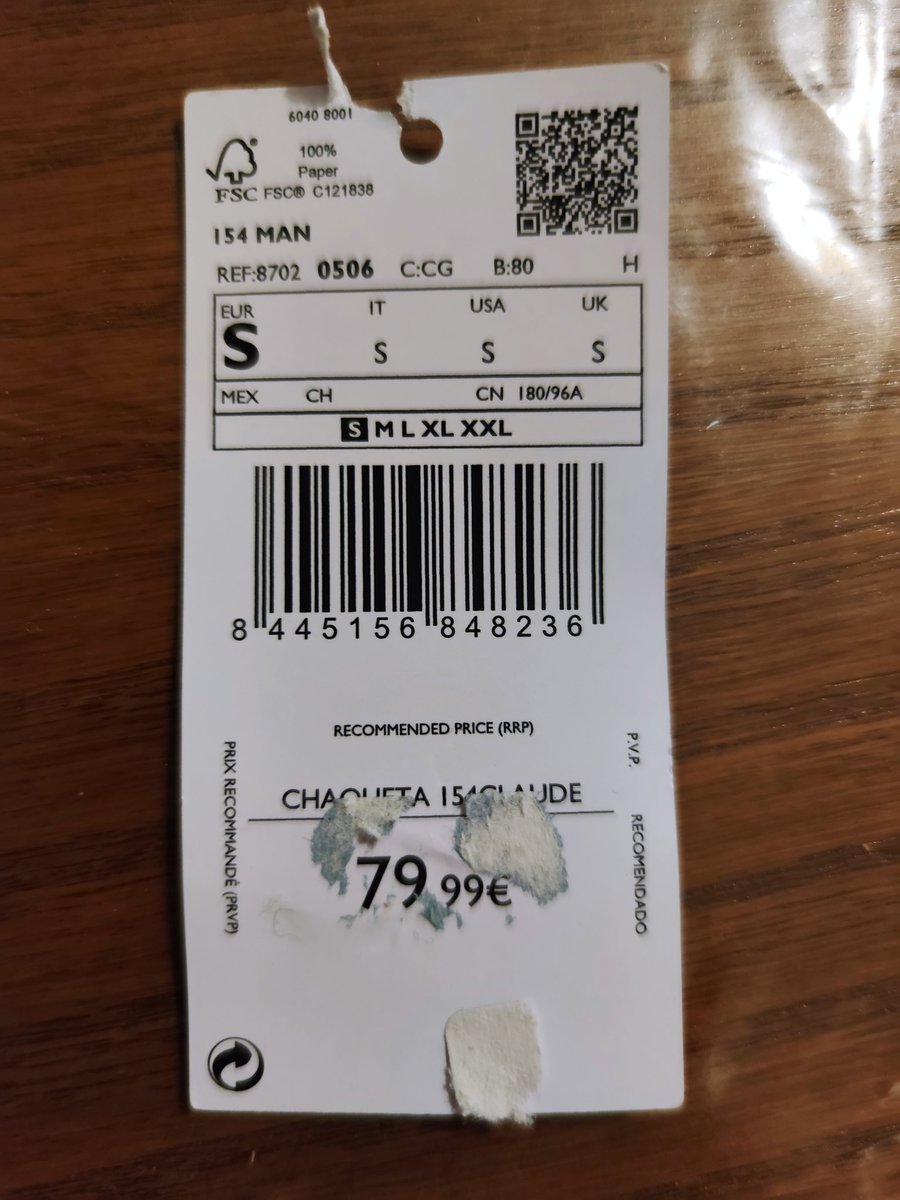 6040 8001
100%
Paper
FSC FSC® C121838
154 MAN
REF:8702 0506 C:CG B:80 H
EUR IT USA UK
S S S S
MEX CH CN 180/96A
S M L XL XXL
8 445156 848236
RECOMMENDED PRICE (RRP)
PRIX RECOMMANDÉ (PRVP)
P.V.P. RECOMENDADO
CHAQUETA 154CLAUDE
79,99€